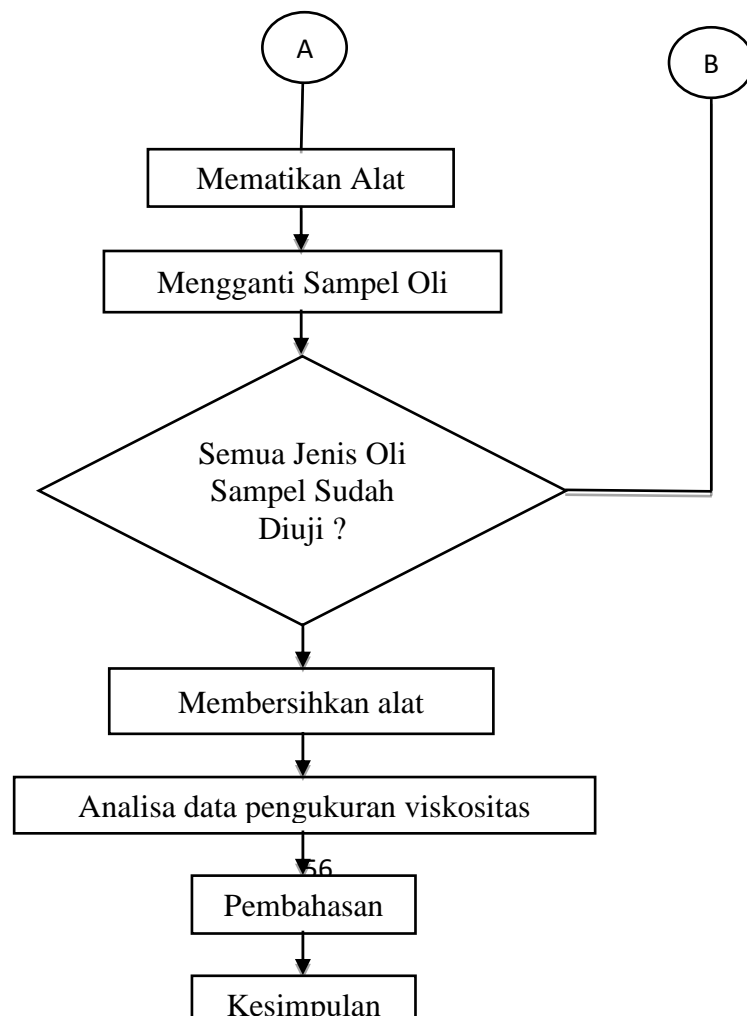 A
B
Mematikan Alat
Mengganti Sampel Oli
Semua Jenis Oli
Sampel Sudah
Diuji ?
Membersihkan alat
Analisa data pengukuran viskositas
56
Pembahasan
Kesimpulan